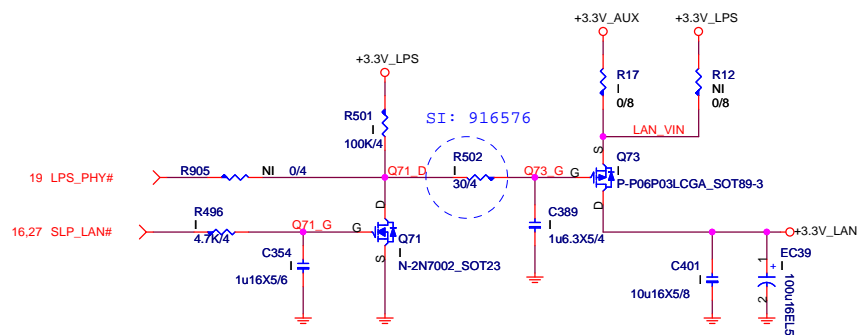 +3.3V_AUX
+3.3V_LPS
+3.3V_LPS
R17
I
0/8
R12
NI
0/8
R501
I
100K/4
SI: 916576
LAN_VIN
S
Q73
I
P-P06P03LCGA_SOT89-3
G
D
R502
I
30/4
Q71_D
Q73_G
19 LPS_PHY#
R905
NI
0/4
16,27 SLP_LAN#
R496
I
4.7K/4
Q71_G
C354
I
1u16X5/6
D
G
S
Q71
I
N-2N7002_SOT23
C389
I
1u6.3X5/4
+3.3V_LAN
C401
I
10u16X5/8
1
+
2
EC39
I
100u16EL5